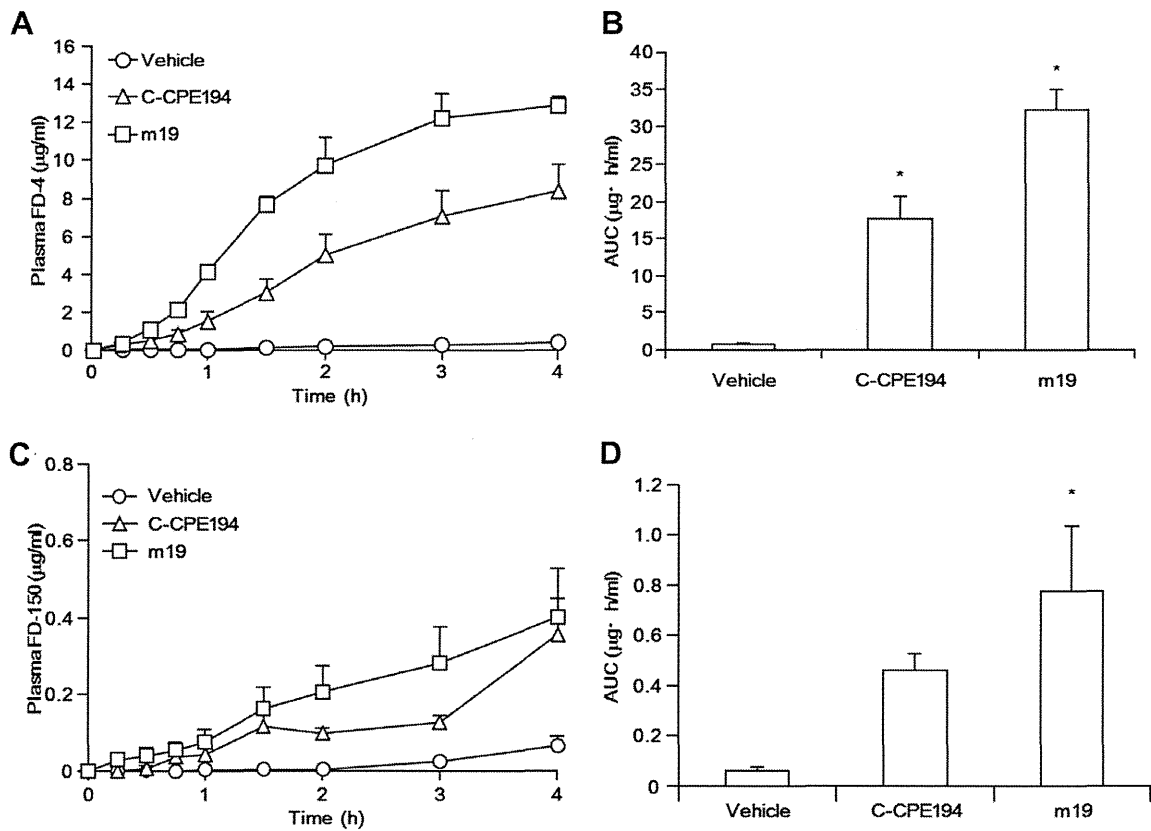 A
Plasma FD-4 (µg/ml)
16
14
12
10
8
6
4
2
0
Vehicle
C-CPE194
m19
0
1
2
3
4
Time (h)
B
AUC (µg· h/ml)
40
35
30
25
20
15
10
5
0
*
*
Vehicle
C-CPE194
m19
C
Plasma FD-150 (µg/ml)
0.8
0.6
0.4
0.2
0
Vehicle
C-CPE194
m19
0
1
2
3
4
Time (h)
D
AUC (µg· h/ml)
1.2
1.0
0.8
0.6
0.4
0.2
0
*
Vehicle
C-CPE194
m19